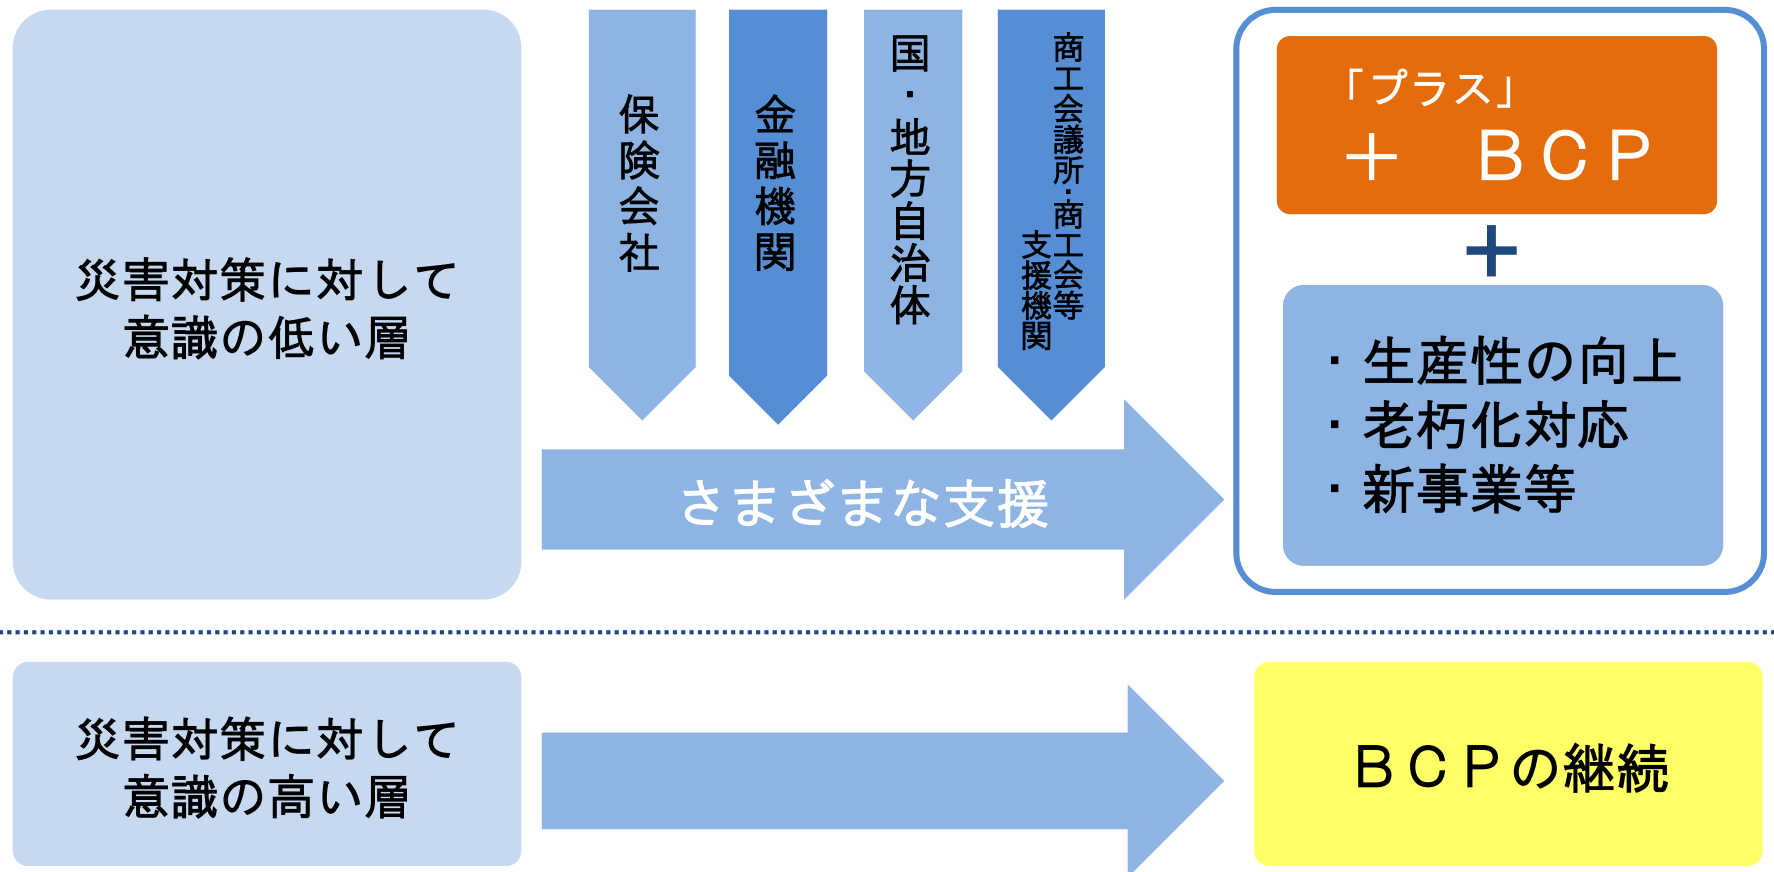 災害対策に対して
意識の低い層
保険会社
金融機関
国・地方自治体
商工会議所・商工会等
支援機関
さまざまな支援
「プラス」
＋　ＢＣＰ
＋
・生産性の向上
・老朽化対応
・新事業等
災害対策に対して
意識の高い層
ＢＣＰの継続